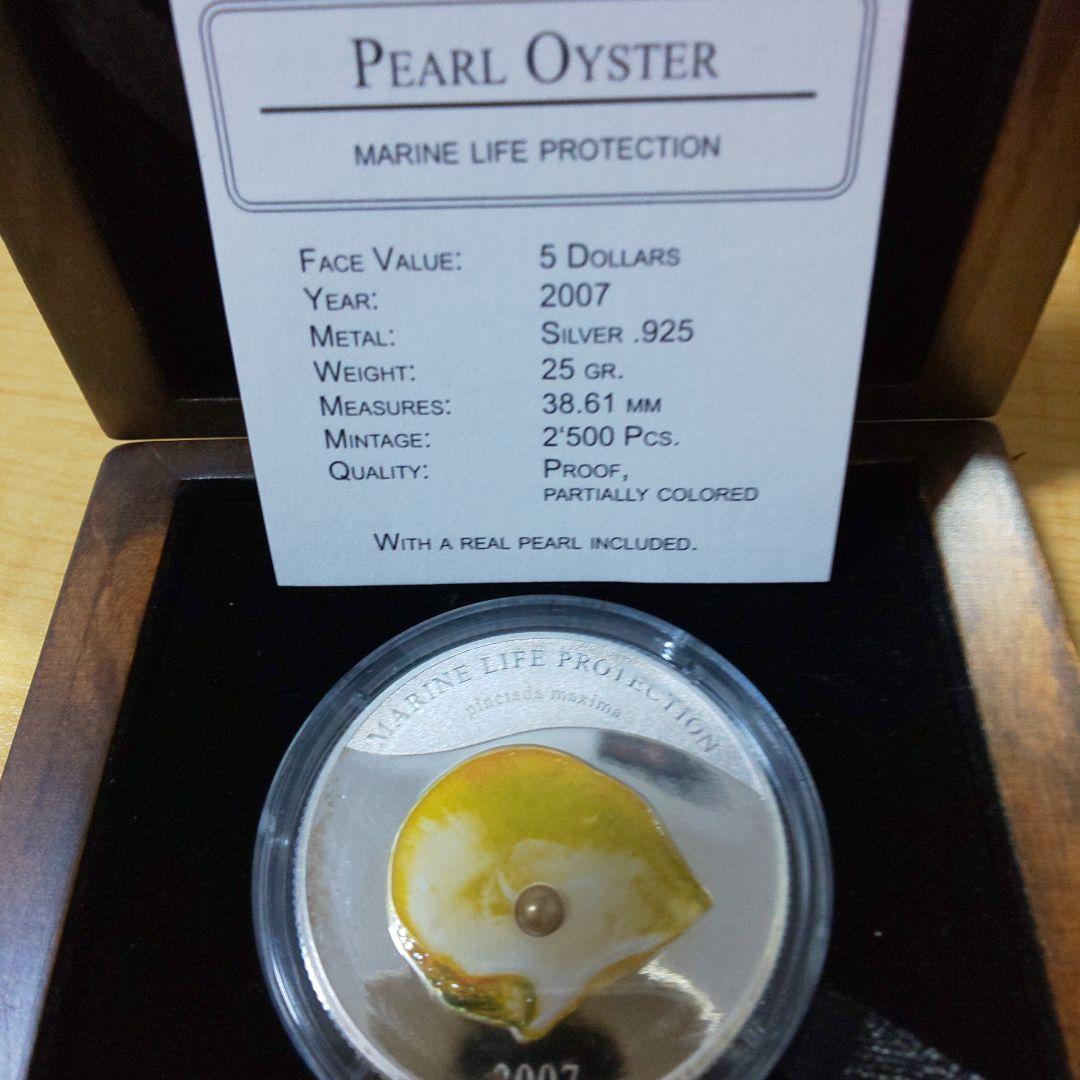 PEARL OYSTER
MARINE LIFE PROTECTION
FACE VALUE: 5 DOLLARS
YEAR: 2007
METAL: SILVER .925
WEIGHT: 25 GR.
MEASURES: 38.61 MM
MINTAGE: 2'500 PCS.
QUALITY: PROOF,
PARTIALLY COLORED
WITH A REAL PEARL INCLUDED.
MARINE LIFE PROTECTION
pinctada maxima
2007